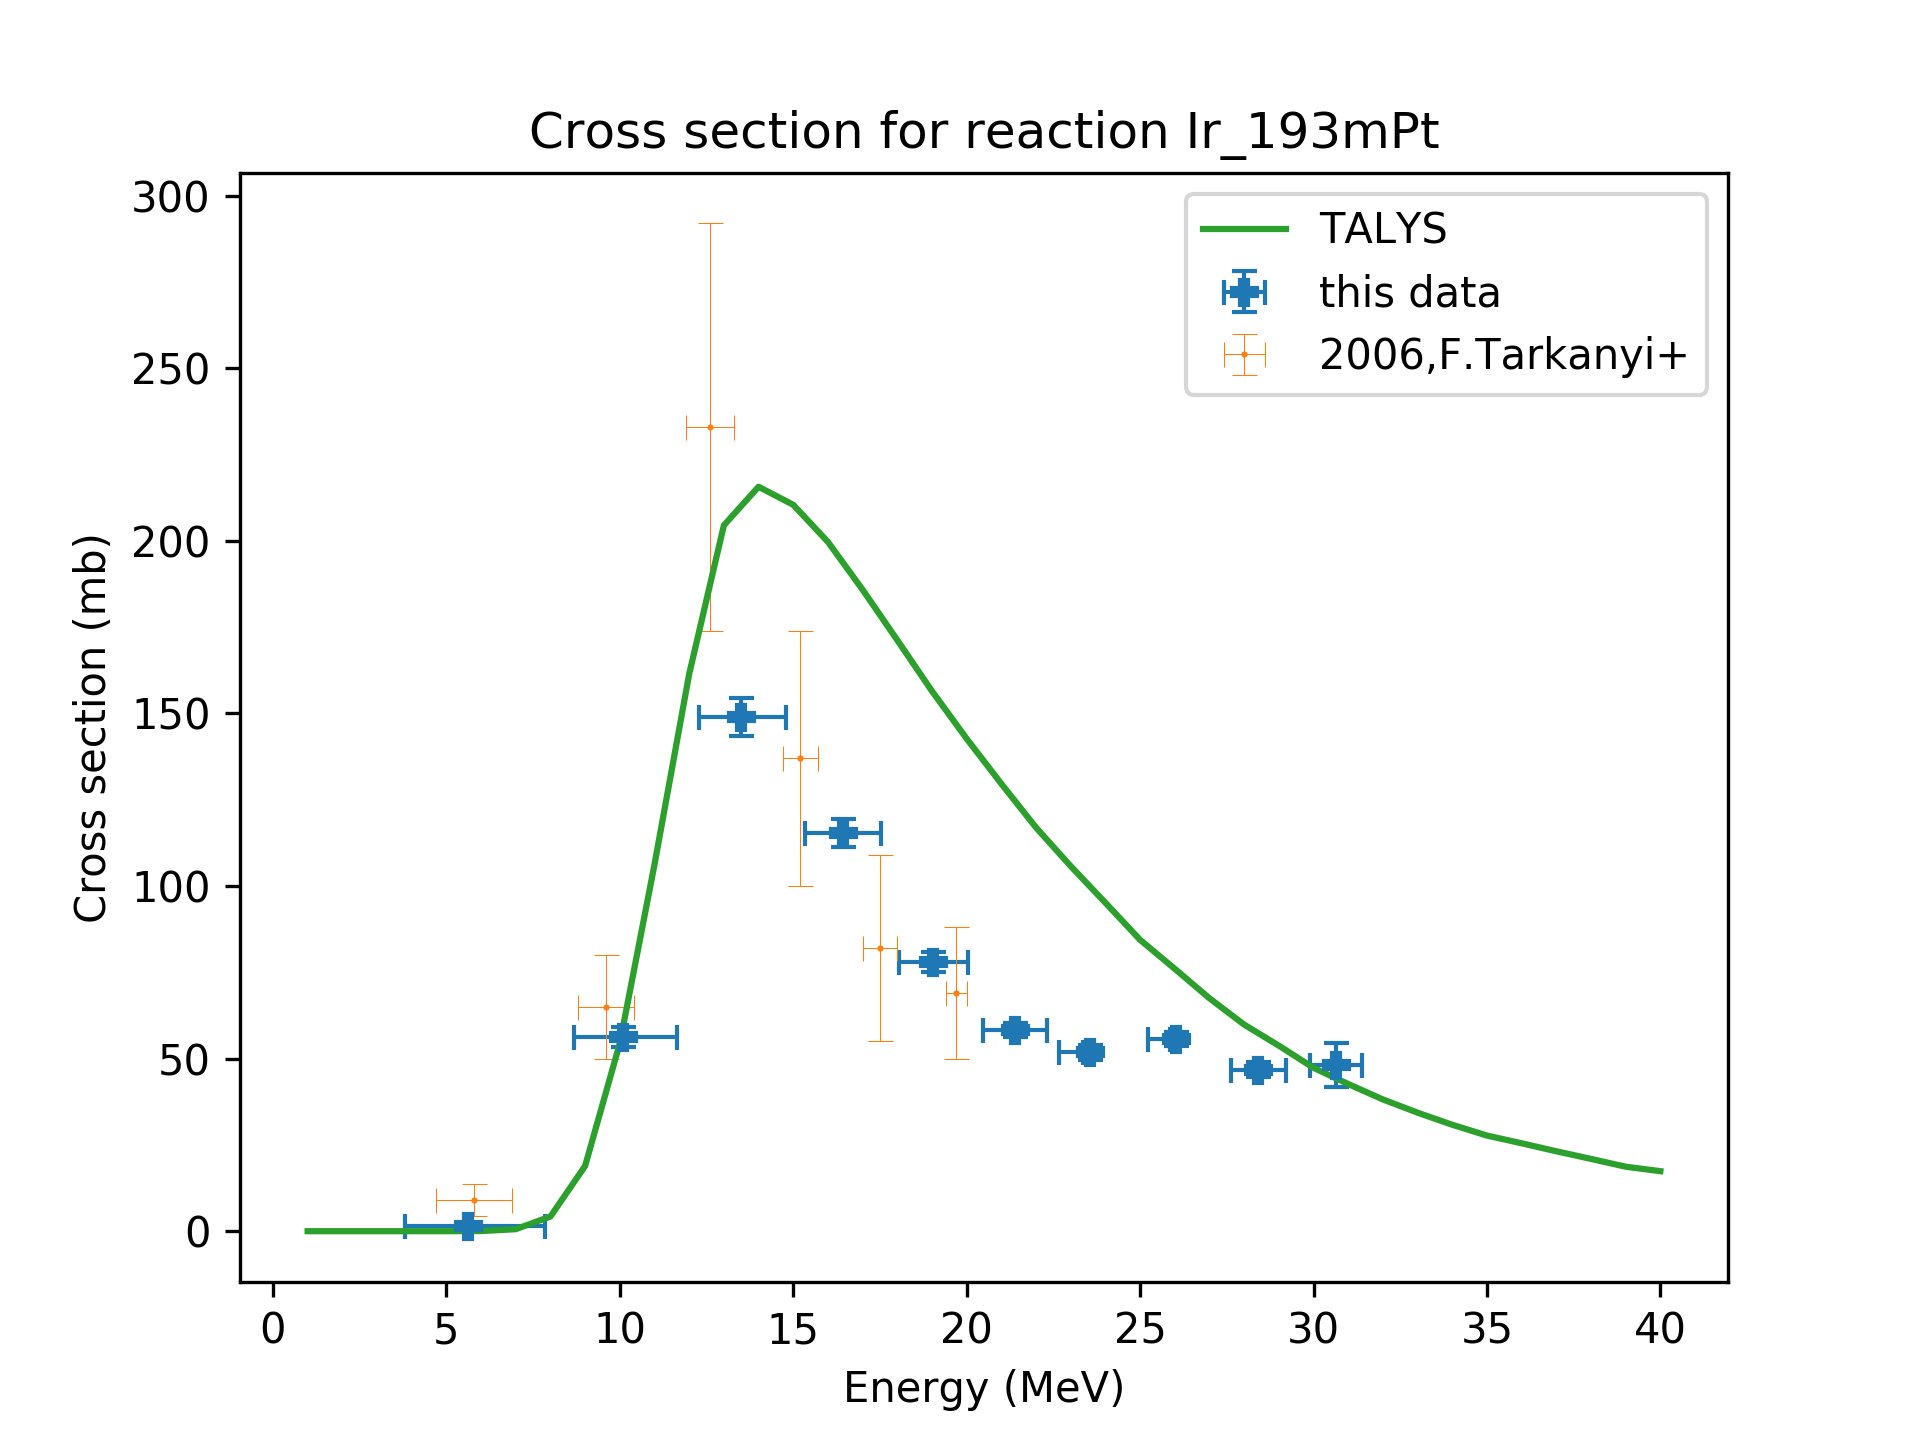 Cross section for reaction Ir_193mPt
TALYS
this data
2006,F.Tarkanyi+
Cross section (mb)
300
250
200
150
100
50
0
0 5 10 15 20 25 30 35 40
Energy (MeV)